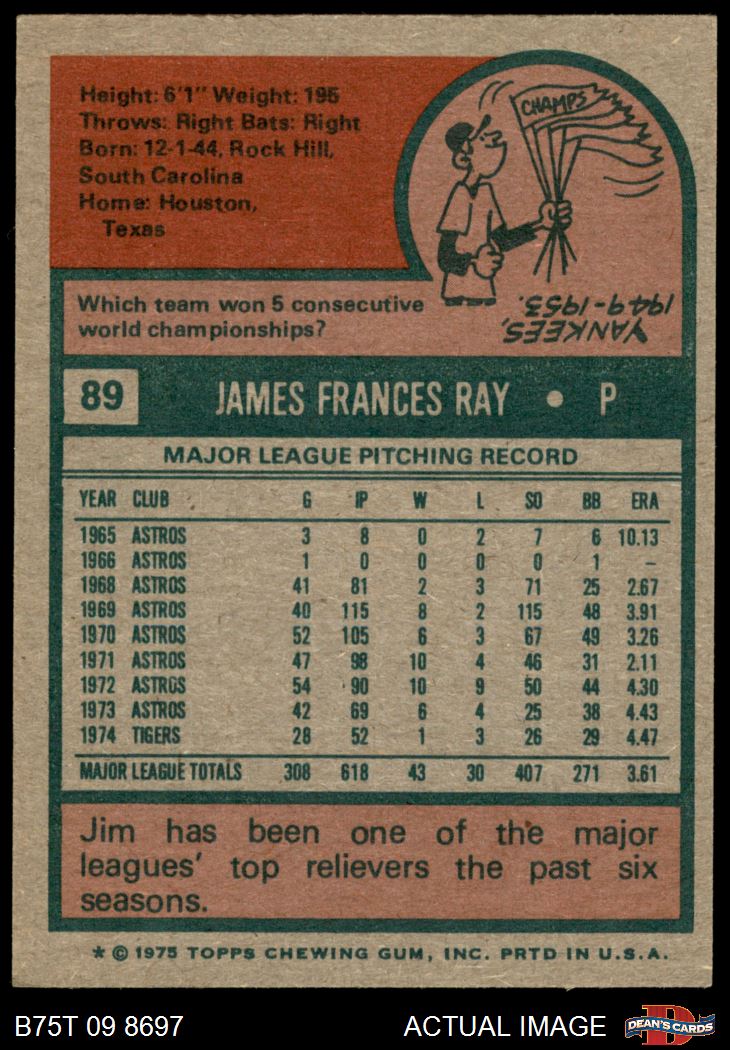 Height: 6'1" Weight: 195
Throws: Right Bats: Right
Born: 12-1-44, Rock Hill,
South Carolina
Home: Houston,
Texas
CHAMPS
Which team won 5 consecutive
world championships?
YANKEES,
1949-1953.
89 JAMES FRANCES RAY • P
MAJOR LEAGUE PITCHING RECORD
YEAR CLUB G IP W L SO BB ERA
1965 ASTROS 3 8 0 2 7 6 10.13
1966 ASTROS 1 0 0 0 0 1 –
1968 ASTROS 41 81 2 3 71 25 2.67
1969 ASTROS 40 115 8 2 115 48 3.91
1970 ASTROS 52 105 6 3 67 49 3.26
1971 ASTROS 47 98 10 4 46 31 2.11
1972 ASTROS 54 90 10 9 50 44 4.30
1973 ASTROS 42 69 6 4 25 38 4.43
1974 TIGERS 28 52 1 3 26 29 4.47
MAJOR LEAGUE TOTALS 308 618 43 30 407 271 3.61
Jim has been one of the major
leagues' top relievers the past six
seasons.
* © 1975 TOPPS CHEWING GUM, INC. PRTD IN U.S.A.
B75T 09 8697 ACTUAL IMAGE D DEAN'S CARDS